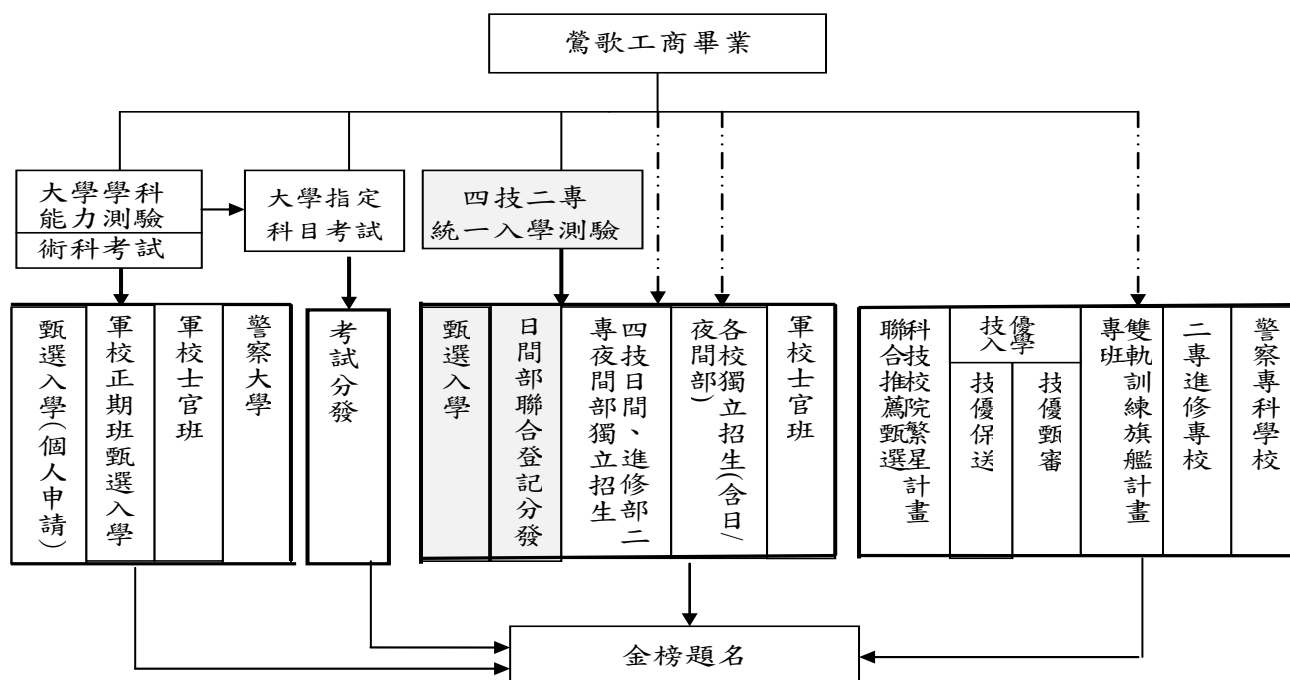 鶯歌工商畢業
大學學科
能力測驗
術科考試
大學指定
科目考試
四技二專
統一入學測驗
甄選入學(個人申請)
軍校正期班甄選入學
軍校士官班
警察大學
考試分發
甄選入學
日間部聯合登記分發
四技日間、進修部二
專夜間部獨立招生
各校獨立招生(含日/
夜間部)
軍校士官班
科技校院繁星計畫
聯合推薦甄選
技優
入學
技優保送
技優甄審
雙軌訓練旗艦計畫
專班
二專進修專校
警察專科學校
金榜題名